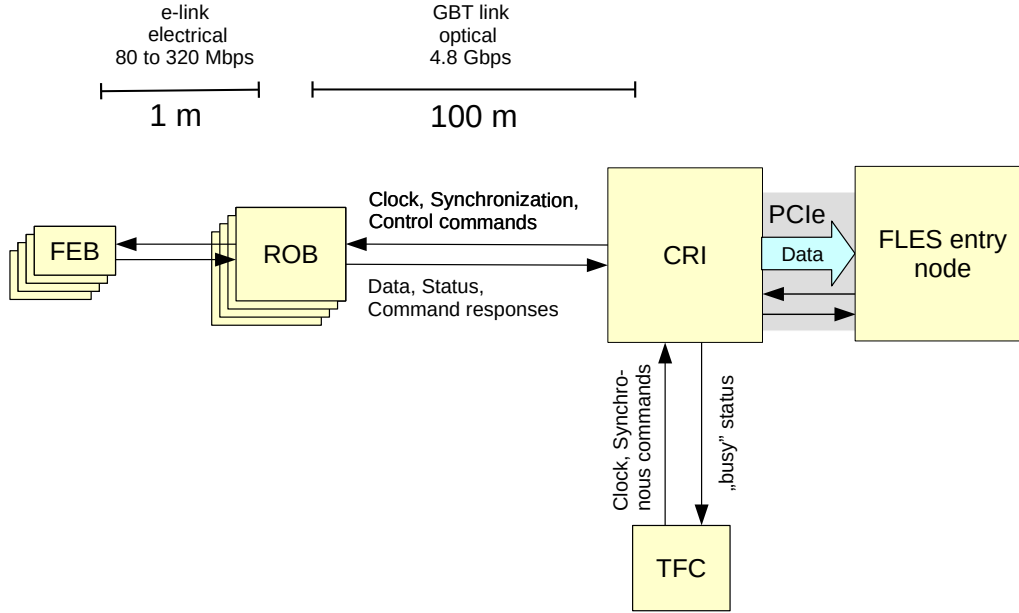 e-link
electrical
80 to 320 Mbps
1 m
GBT link
optical
4.8 Gbps
100 m
FEB
ROB
Clock, Synchronization,
Control commands
Data, Status,
Command responses
CRI
PCIe
Data
FLES entry
node
Clock, Synchro-
nous commands
„busy” status
TFC